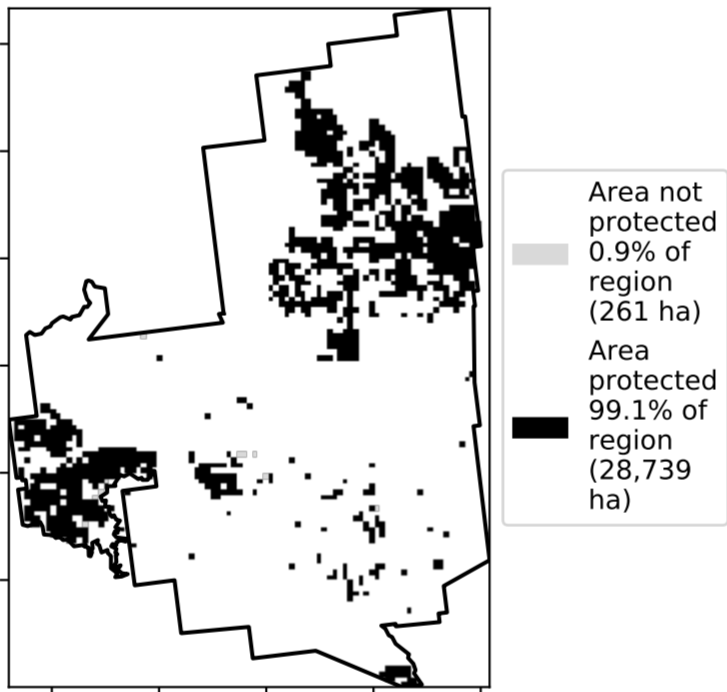 Area not
protected
0.9% of
region
(261 ha)
Area
protected
99.1% of
region
(28,739
ha)